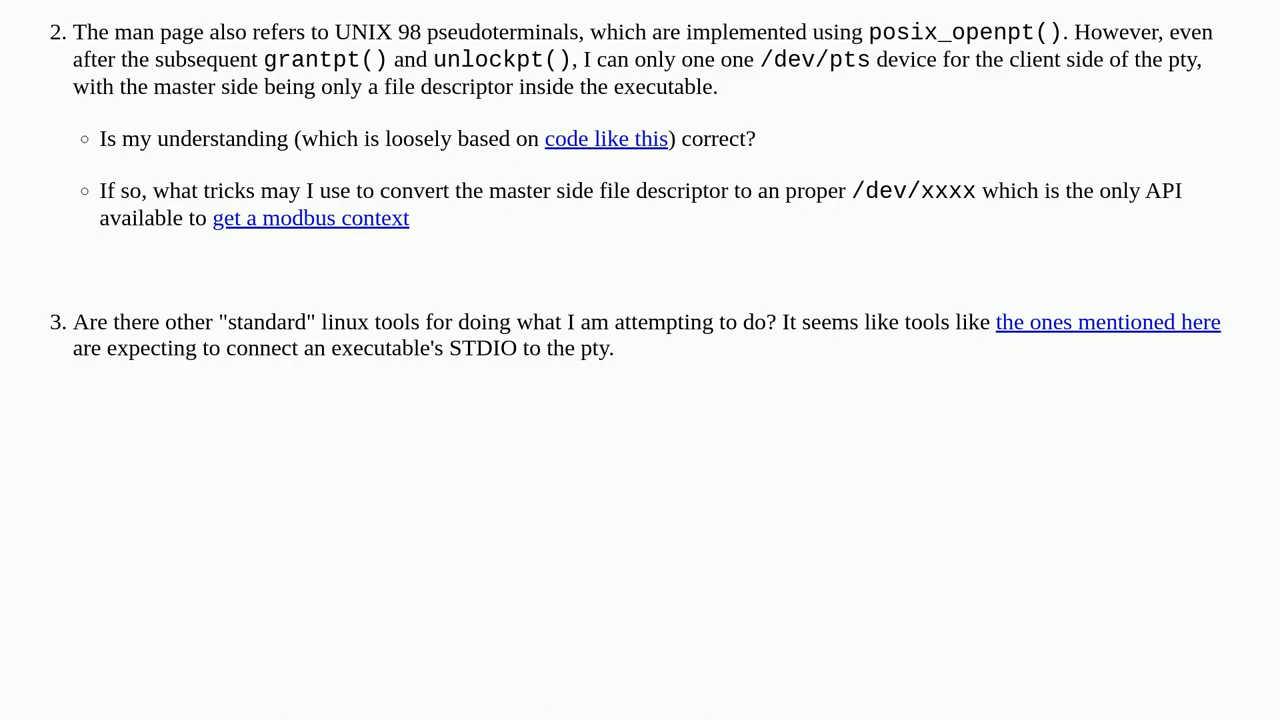 2. The man page also refers to UNIX 98 pseudoterminals, which are implemented using posix_openpt(). However, even
after the subsequent grantpt() and unlockpt(), I can only one one /dev/pts device for the client side of the pty,
with the master side being only a file descriptor inside the executable.
○ Is my understanding (which is loosely based on code like this) correct?
○ If so, what tricks may I use to convert the master side file descriptor to an proper /dev/xxxx which is the only API
available to get a modbus context
3. Are there other "standard" linux tools for doing what I am attempting to do? It seems like tools like the ones mentioned here
are expecting to connect an executable's STDIO to the pty.